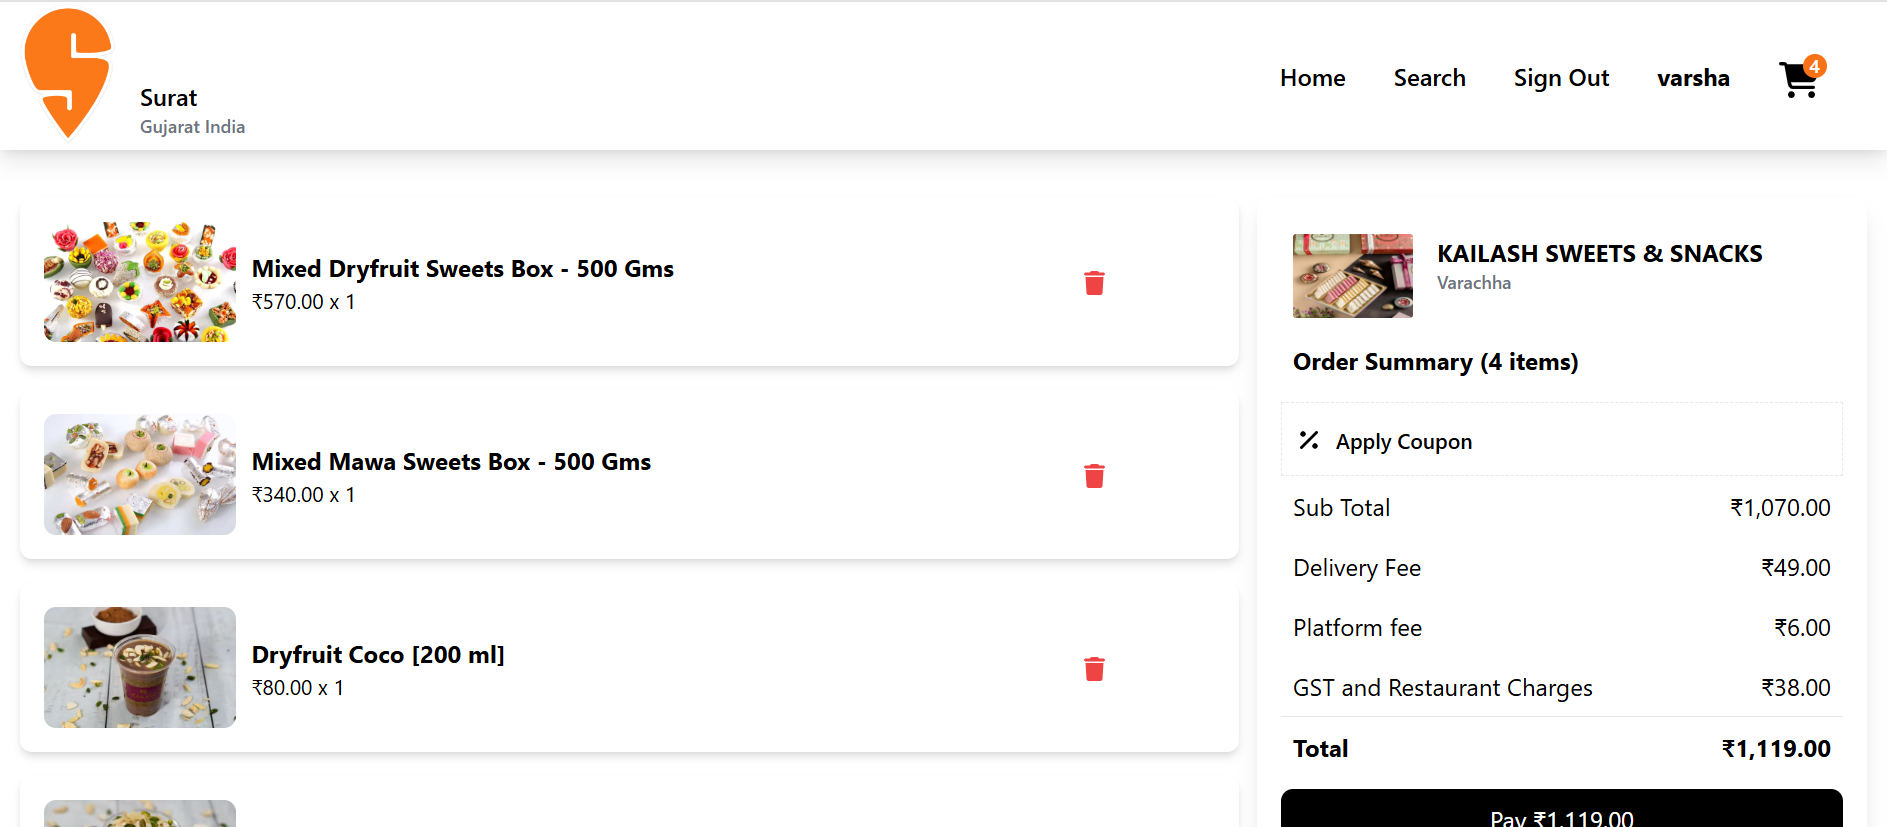 Surat
Gujarat India
Home
Search
Sign Out
varsha
4
Mixed Dryfruit Sweets Box - 500 Gms
₹570.00 x 1
Mixed Mawa Sweets Box - 500 Gms
₹340.00 x 1
Dryfruit Coco [200 ml]
₹80.00 x 1
KAILASH SWEETS & SNACKS
Varachha
Order Summary (4 items)
Apply Coupon
Sub Total ₹1,070.00
Delivery Fee ₹49.00
Platform fee ₹6.00
GST and Restaurant Charges ₹38.00
Total ₹1,119.00
Pay ₹1,119.00